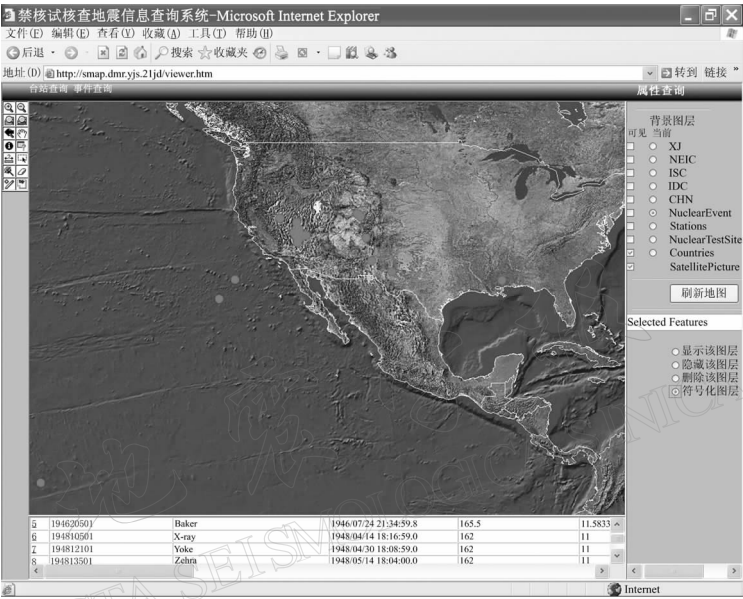 禁核试核查地震信息查询系统-Microsoft Internet Explorer
文件(F) 编辑(E) 查看(V) 收藏(A) 工具(T) 帮助(H)
后退 搜索 收藏夹
地址(D) http://smap.dmr.yjs.21jd/viewer.htm 转到 链接 »
台站查询 事件查询 属性查询
背景图层
可见 当前
XJ
NEIC
ISC
IDC
CHN
NuclearEvent
Stations
NuclearTestSite
Countries
SatellitePicture
刷新地图
Selected Features
显示该图层
隐藏该图层
删除该图层
符号化图层
5 194620501 Baker 1946/07/24 21:34:59.8 165.5 11.5833
6 194810501 X-ray 1948/04/14 18:16:59.0 162 11
7 194812101 Yoke 1948/04/30 18:08:59.0 162 11
8 194813501 Zehra 1948/05/14 18:04:00.0 162 11
Internet